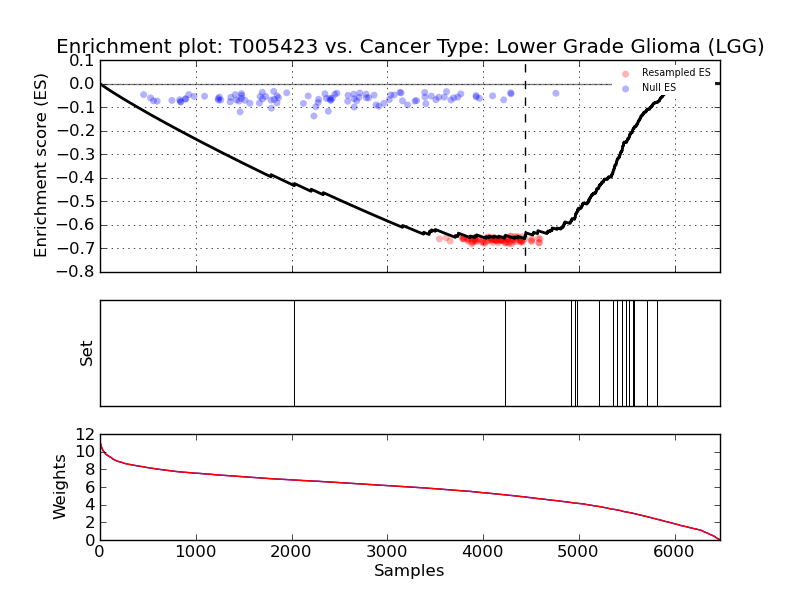 Enrichment plot: T005423 vs. Cancer Type: Lower Grade Glioma (LGG)
0.1
0.0
−0.1
−0.2
−0.3
−0.4
−0.5
−0.6
−0.7
−0.8
Enrichment score (ES)
Resampled ES
Null ES
Set
12
10
8
6
4
2
0
Weights
0 1000 2000 3000 4000 5000 6000
Samples